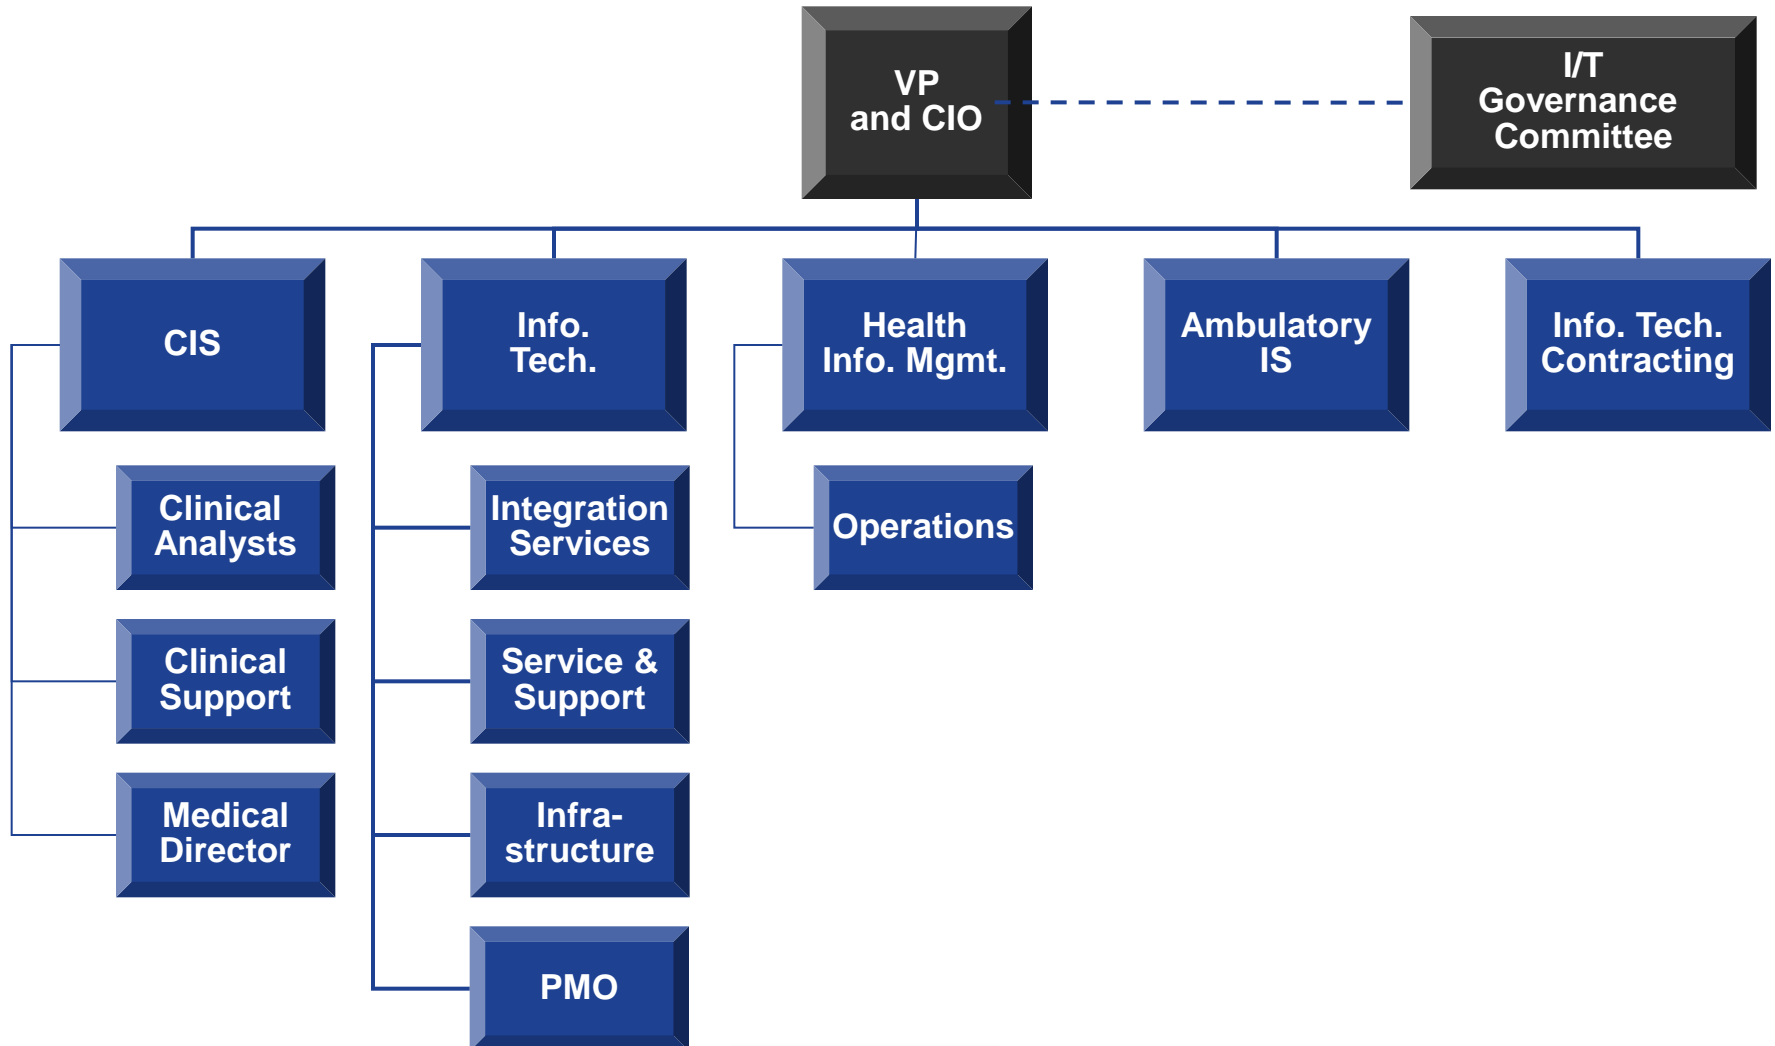 VP
and CIO
I/T
Governance
Committee
CIS
Info.
Tech.
Health
Info. Mgmt.
Ambulatory
IS
Info. Tech.
Contracting
Clinical
Analysts
Integration
Services
Operations
Clinical
Support
Service &
Support
Medical
Director
Infra-
structure
PMO